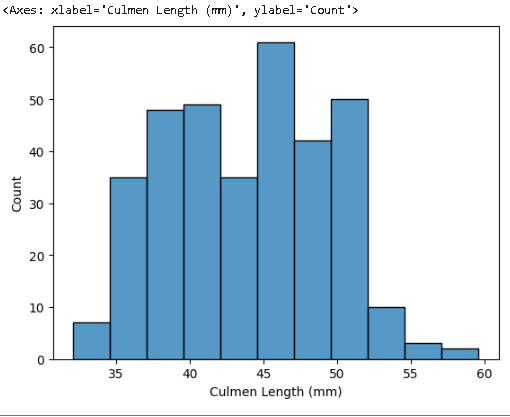 <Axes: xlabel='Culmen Length (mm)', ylabel='Count'>
60
50
40
30
20
10
0
Count
35 40 45 50 55 60
Culmen Length (mm)